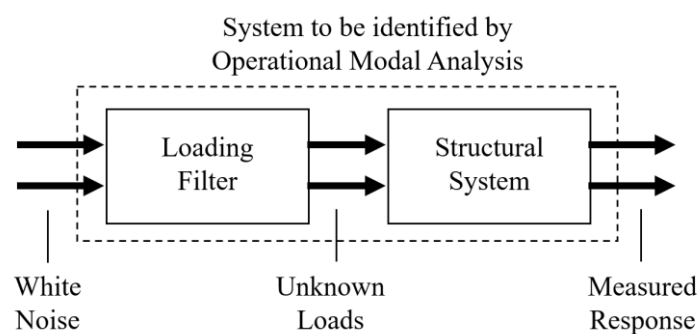 System to be identified by
Operational Modal Analysis
Loading
Filter
Structural
System
White
Noise
Unknown
Loads
Measured
Response